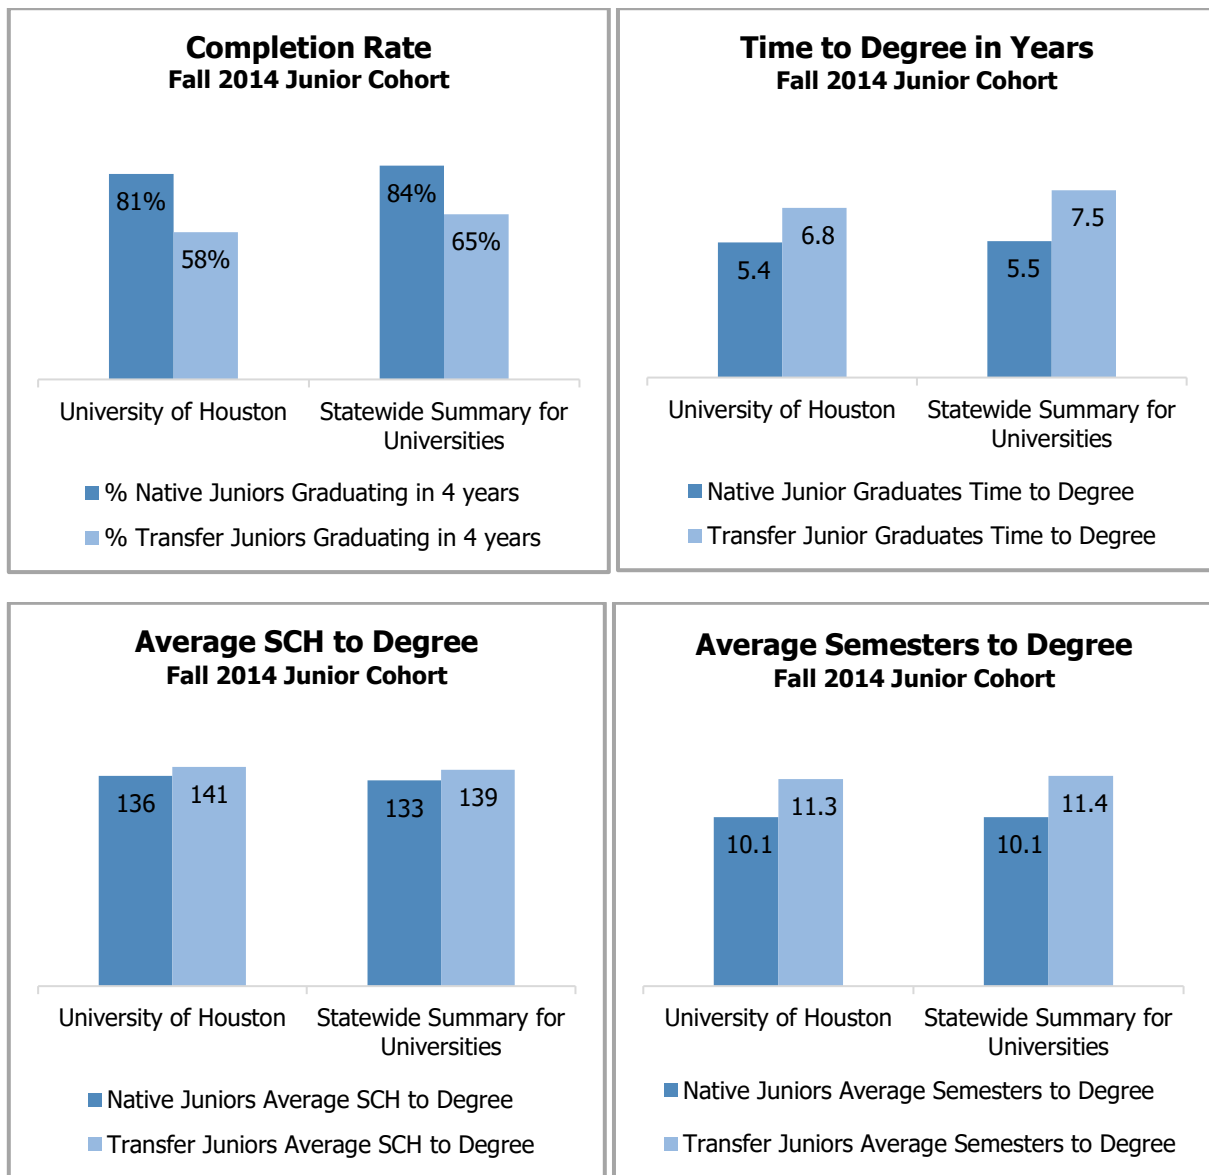 Completion Rate
Fall 2014 Junior Cohort
81%
58%
84%
65%
University of Houston
Statewide Summary for
Universities
% Native Juniors Graduating in 4 years
% Transfer Juniors Graduating in 4 years
Time to Degree in Years
Fall 2014 Junior Cohort
5.4
6.8
5.5
7.5
University of Houston
Statewide Summary for
Universities
Native Junior Graduates Time to Degree
Transfer Junior Graduates Time to Degree
Average SCH to Degree
Fall 2014 Junior Cohort
136
141
133
139
University of Houston
Statewide Summary for
Universities
Native Juniors Average SCH to Degree
Transfer Juniors Average SCH to Degree
Average Semesters to Degree
Fall 2014 Junior Cohort
10.1
11.3
10.1
11.4
University of Houston
Statewide Summary for
Universities
Native Juniors Average Semesters to Degree
Transfer Juniors Average Semesters to Degree